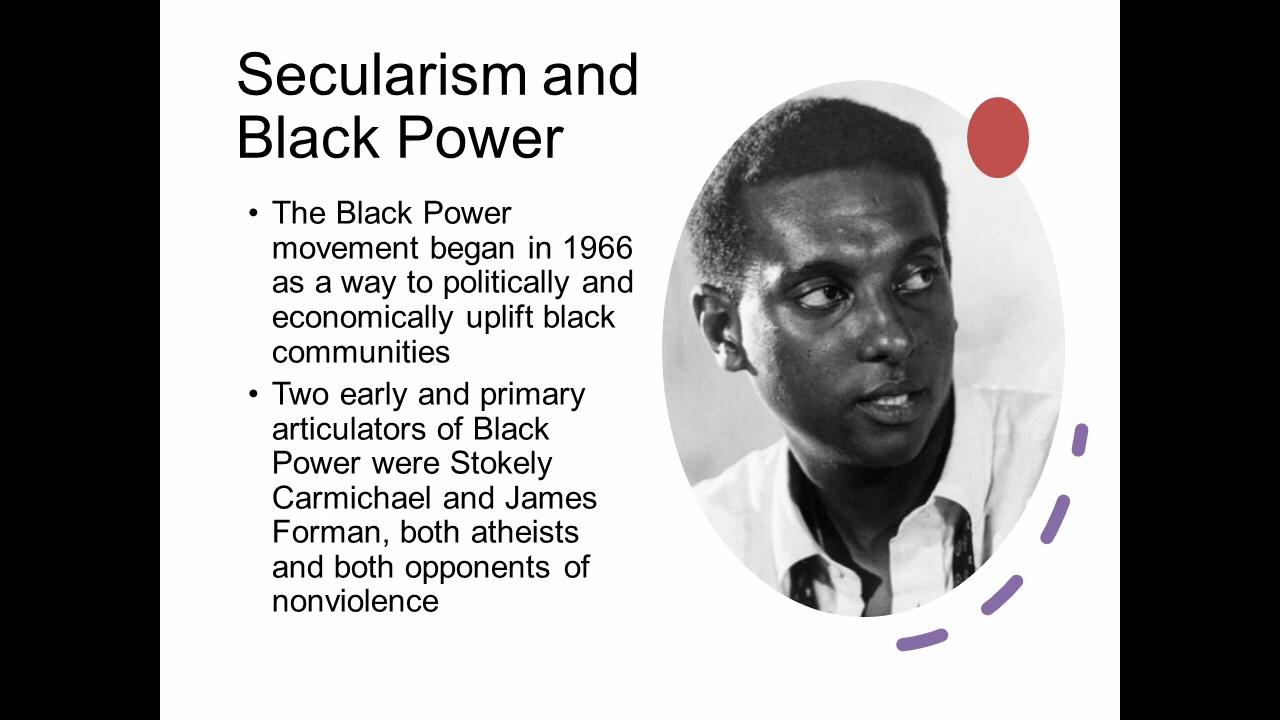 Secularism and
Black Power
• The Black Power
movement began in 1966
as a way to politically and
economically uplift black
communities
• Two early and primary
articulators of Black
Power were Stokely
Carmichael and James
Forman, both atheists
and both opponents of
nonviolence